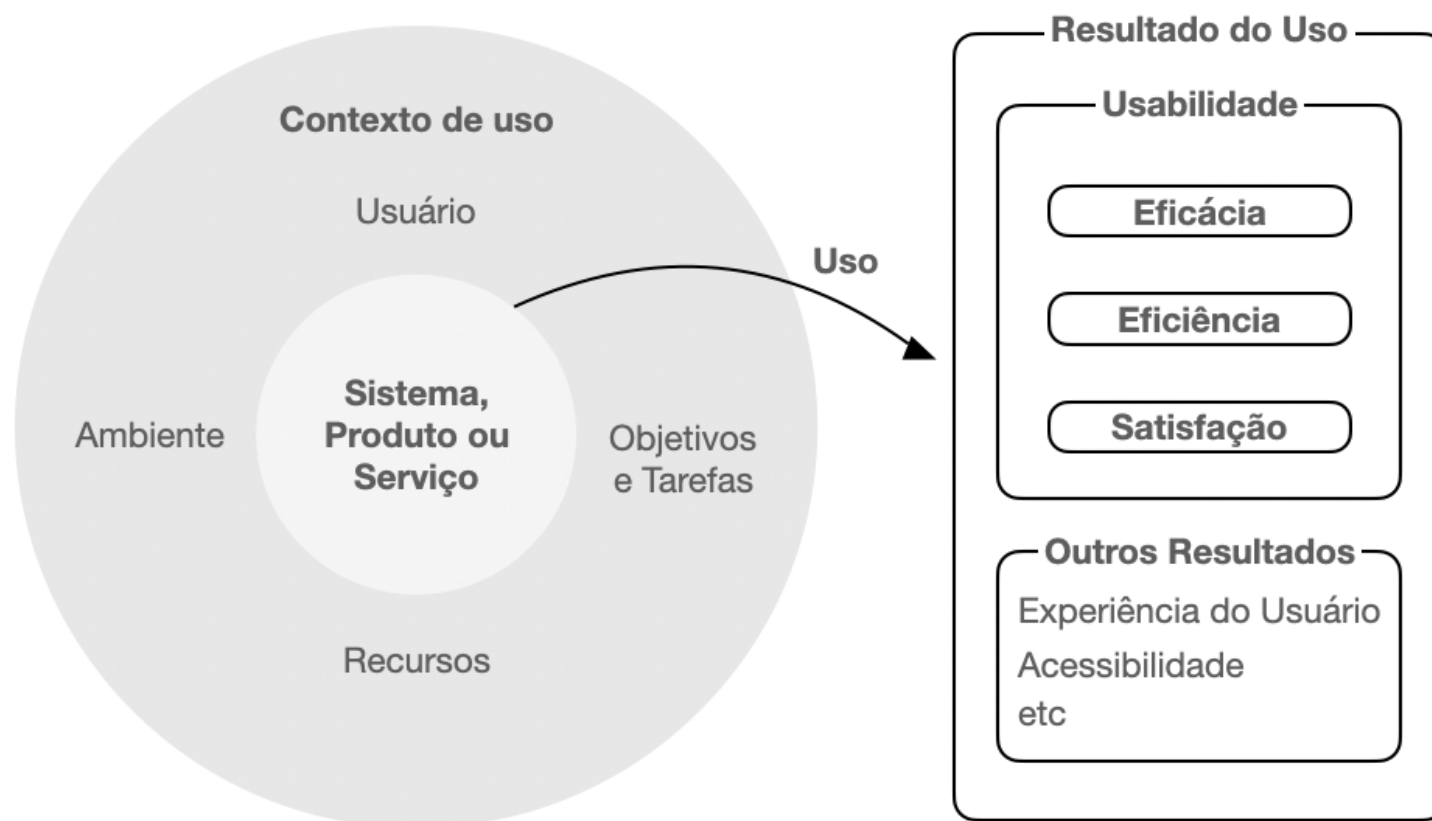 Contexto de uso
Usuário
Ambiente
Sistema,
Produto ou
Serviço
Objetivos
e Tarefas
Recursos
Uso
Resultado do Uso
Usabilidade
Eficácia
Eficiência
Satisfação
Outros Resultados
Experiência do Usuário
Acessibilidade
etc